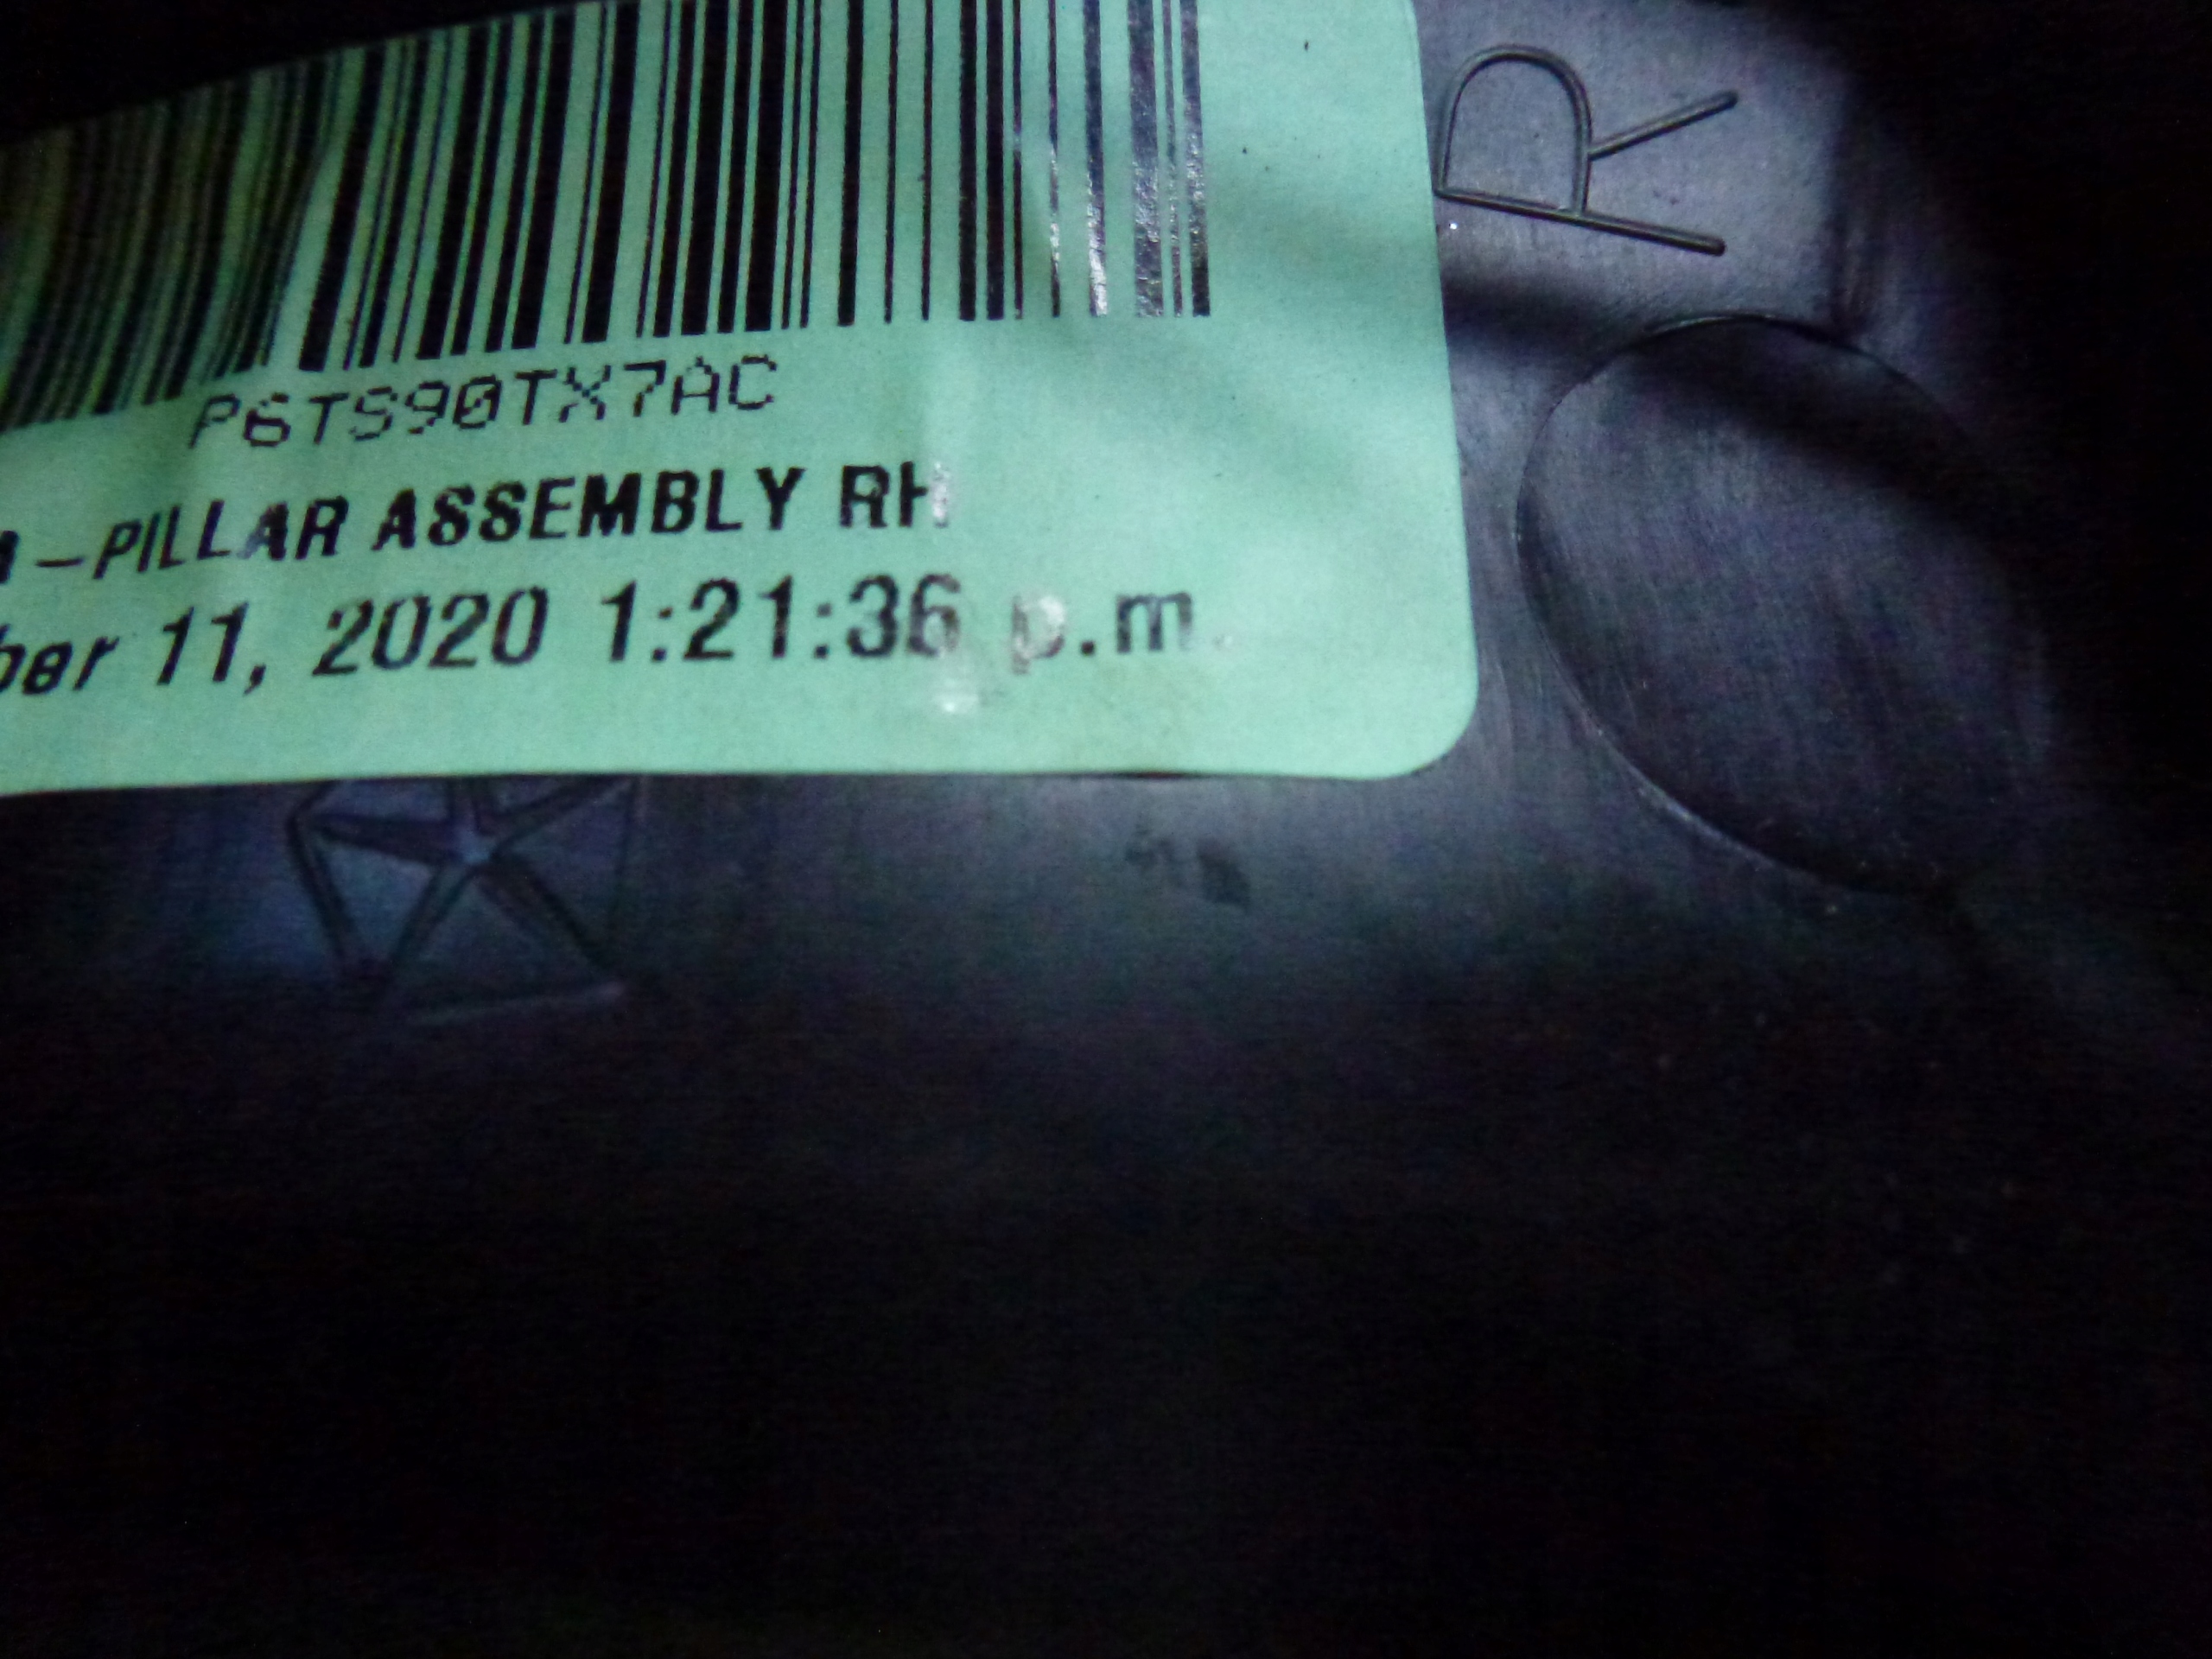 P6TS90TX7AC
-PILLAR ASSEMBLY RH
11, 2020 1:21:36 p.m.
R